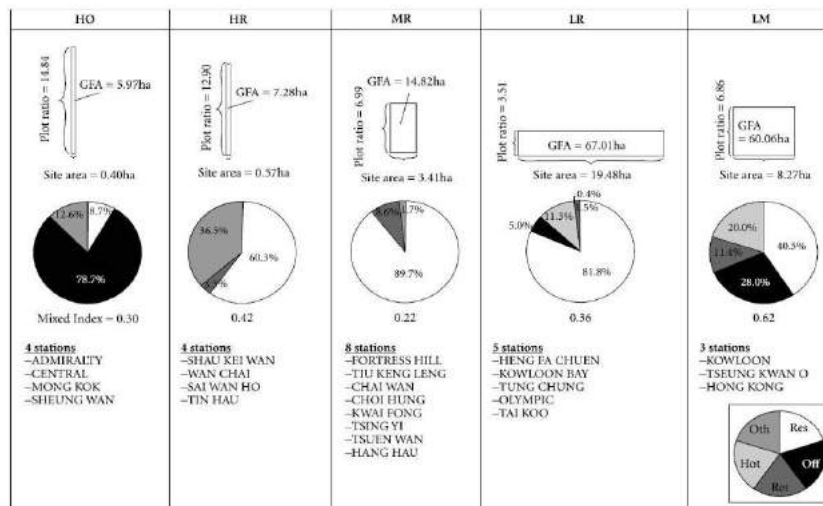 HO
Plot ratio = 14.84
GFA = 5.97ha
Site area = 0.40ha
12.6%
8.7%
78.7%
Mixed Index = 0.30
4 stations
–ADMIRALTY
–CENTRAL
–MONG KOK
–SHEUNG WAN
HR
Plot ratio = 12.90
GFA = 7.28ha
Site area = 0.57ha
36.5%
60.3%
0.42
4 stations
–SHAU KEI WAN
–WAN CHAI
–SAI WAN HO
–TIN HAU
MR
Plot ratio = 6.99
GFA = 14.82ha
Site area = 3.41ha
8.6%
1.7%
89.7%
0.22
8 stations
–FORTRESS HILL
–TIU KENG LENG
–CHAI WAN
–CHOI HUNG
–KWAI FONG
–TSING YI
–TSUEN WAN
–HANG HAU
LR
Plot ratio = 3.51
GFA = 67.01ha
Site area = 19.48ha
0.4%
11.3%
5.0%
81.8%
0.36
5 stations
–HENG FA CHUEN
–KOWLOON BAY
–TUNG CHUNG
–OLYMPIC
–TAI KOO
LM
Plot ratio = 6.86
GFA
= 60.06ha
Site area = 8.27ha
20.0%
40.5%
11.4%
28.0%
0.62
3 stations
–KOWLOON
–TSEUNG KWAN O
–HONG KONG
Oth
Res
Hot
Off
Ret